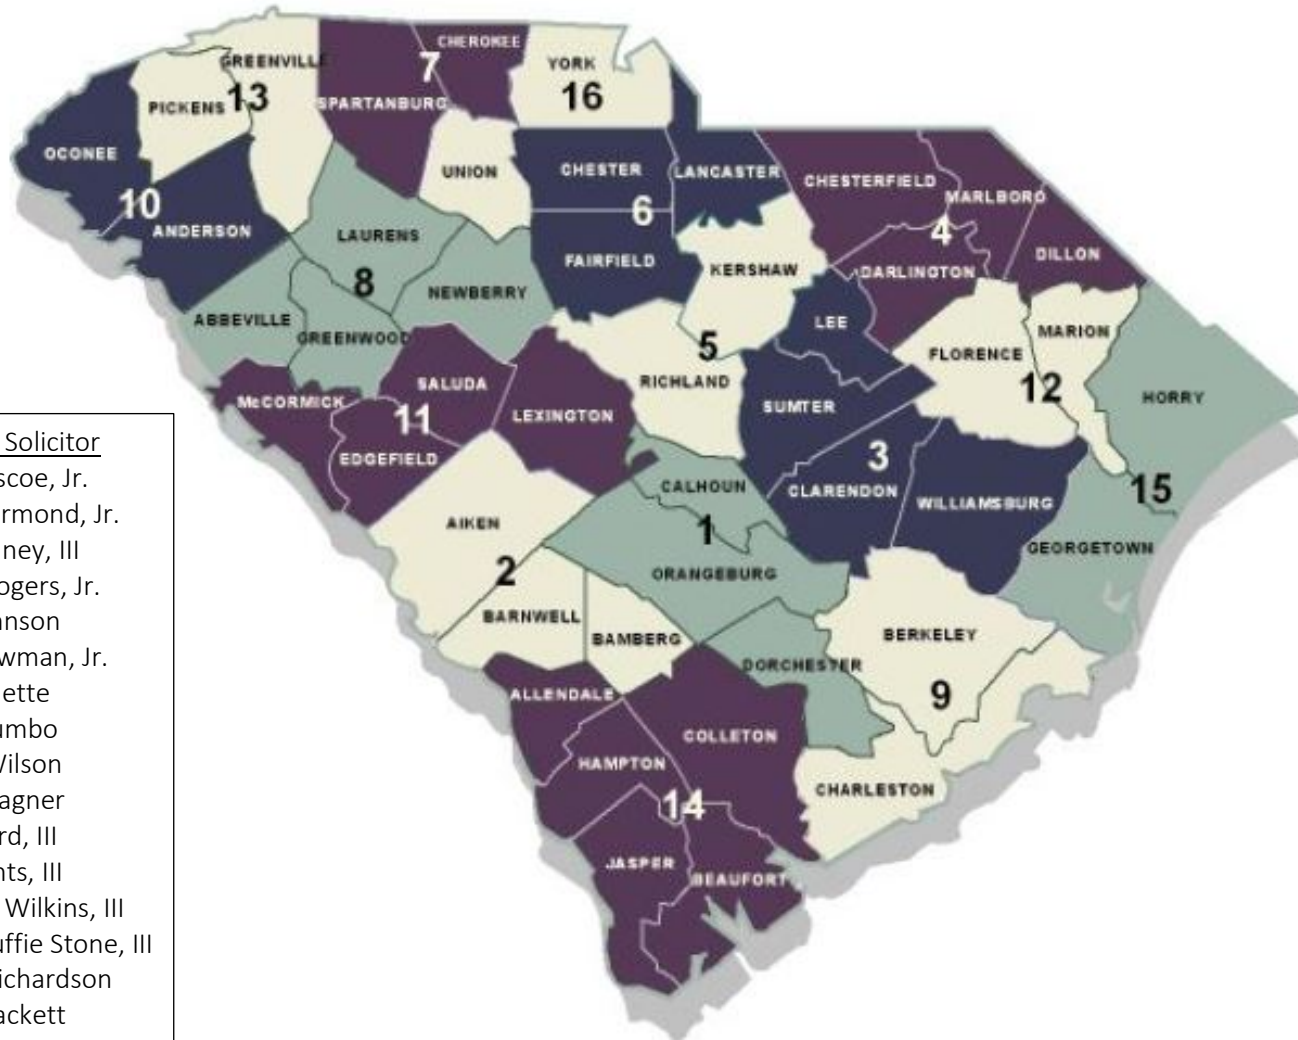 CHEROKEE
GREENVILLE
7
YORK
13
PICKENS
SPARTANBURG
16
OCONEE
UNION
CHESTER
LANCASTER
CHESTERFIELD
MARLBORO
10
6
ANDERSON
LAURENS
4
DILLON
FAIRFIELD
KERSHAW
DARLINGTON
8
NEWBERRY
ABBEVILLE
LEE
GREENWOOD
MARION
5
FLORENCE
RICHLAND
SALUDA
12
HORRY
McCORMICK
11
LEXINGTON
SUMTER
EDGEFIELD
3
CALHOUN
CLARENDON
15
WILLIAMSBURG
AIKEN
1
GEORGETOWN
2
ORANGEBURG
BARNWELL
BAMBERG
BERKELEY
DORCHESTER
ALLENDALE
9
COLLETON
HAMPTON
CHARLESTON
14
JASPER
BEAUFORT
Solicitor
scoe, Jr.
rmond, Jr.
ney, III
ogers, Jr.
nson
wman, Jr.
ette
umbo
Wilson
agner
rd, III
nts, III
Wilkins, III
uffie Stone, III
ichardson
ackett